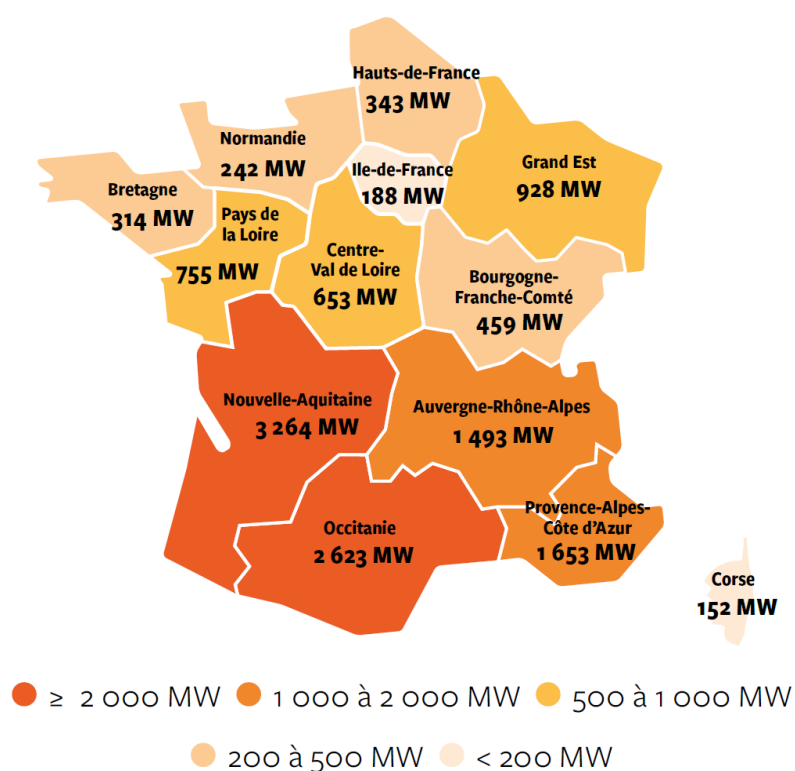 Hauts-de-France
343 MW
Normandie
242 MW
Ile-de-France
188 MW
Grand Est
928 MW
Bretagne
314 MW
Pays de
la Loire
755 MW
Centre-
Val de Loire
653 MW
Bourgogne-
Franche-Comté
459 MW
Nouvelle-Aquitaine
3 264 MW
Auvergne-Rhône-Alpes
1 493 MW
Occitanie
2 623 MW
Provence-Alpes-
Côte d'Azur
1 653 MW
Corse
152 MW
≥ 2 000 MW
1 000 à 2 000 MW
500 à 1 000 MW
200 à 500 MW
< 200 MW